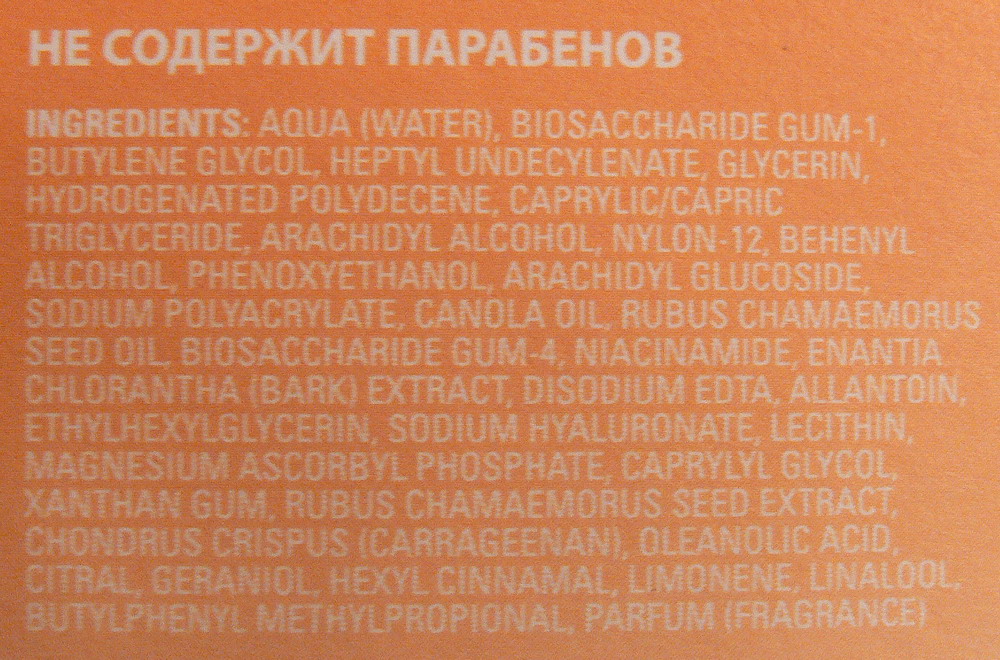 НЕ СОДЕРЖИТ ПАРАБЕНОВ
INGREDIENTS: AQUA (WATER), BIOSACCHARIDE GUM-1,
BUTYLENE GLYCOL, HEPTYL UNDECYLENATE, GLYCERIN,
HYDROGENATED POLYDECENE, CAPRYLIC/CAPRIC
TRIGLYCERIDE, ARACHIDYL ALCOHOL, NYLON-12, BEHENYL
ALCOHOL, PHENOXYETHANOL, ARACHIDYL GLUCOSIDE,
SODIUM POLYACRYLATE, CANOLA OIL, RUBUS CHAMAEMORUS
SEED OIL, BIOSACCHARIDE GUM-4, NIACINAMIDE, ENANTIA
CHLORANTHA (BARK) EXTRACT, DISODIUM EDTA, ALLANTOIN,
ETHYLHEXYLGLYCERIN, SODIUM HYALURONATE, LECITHIN,
MAGNESIUM ASCORBYL PHOSPHATE, CAPRYLYL GLYCOL,
XANTHAN GUM, RUBUS CHAMAEMORUS SEED EXTRACT,
CHONDRUS CRISPUS (CARRAGEENAN), OLEANOLIC ACID,
CITRAL, GERANIOL, HEXYL CINNAMAL, LIMONENE, LINALOOL,
BUTYLPHENYL METHYLPROPIONAL, PARFUM (FRAGRANCE)